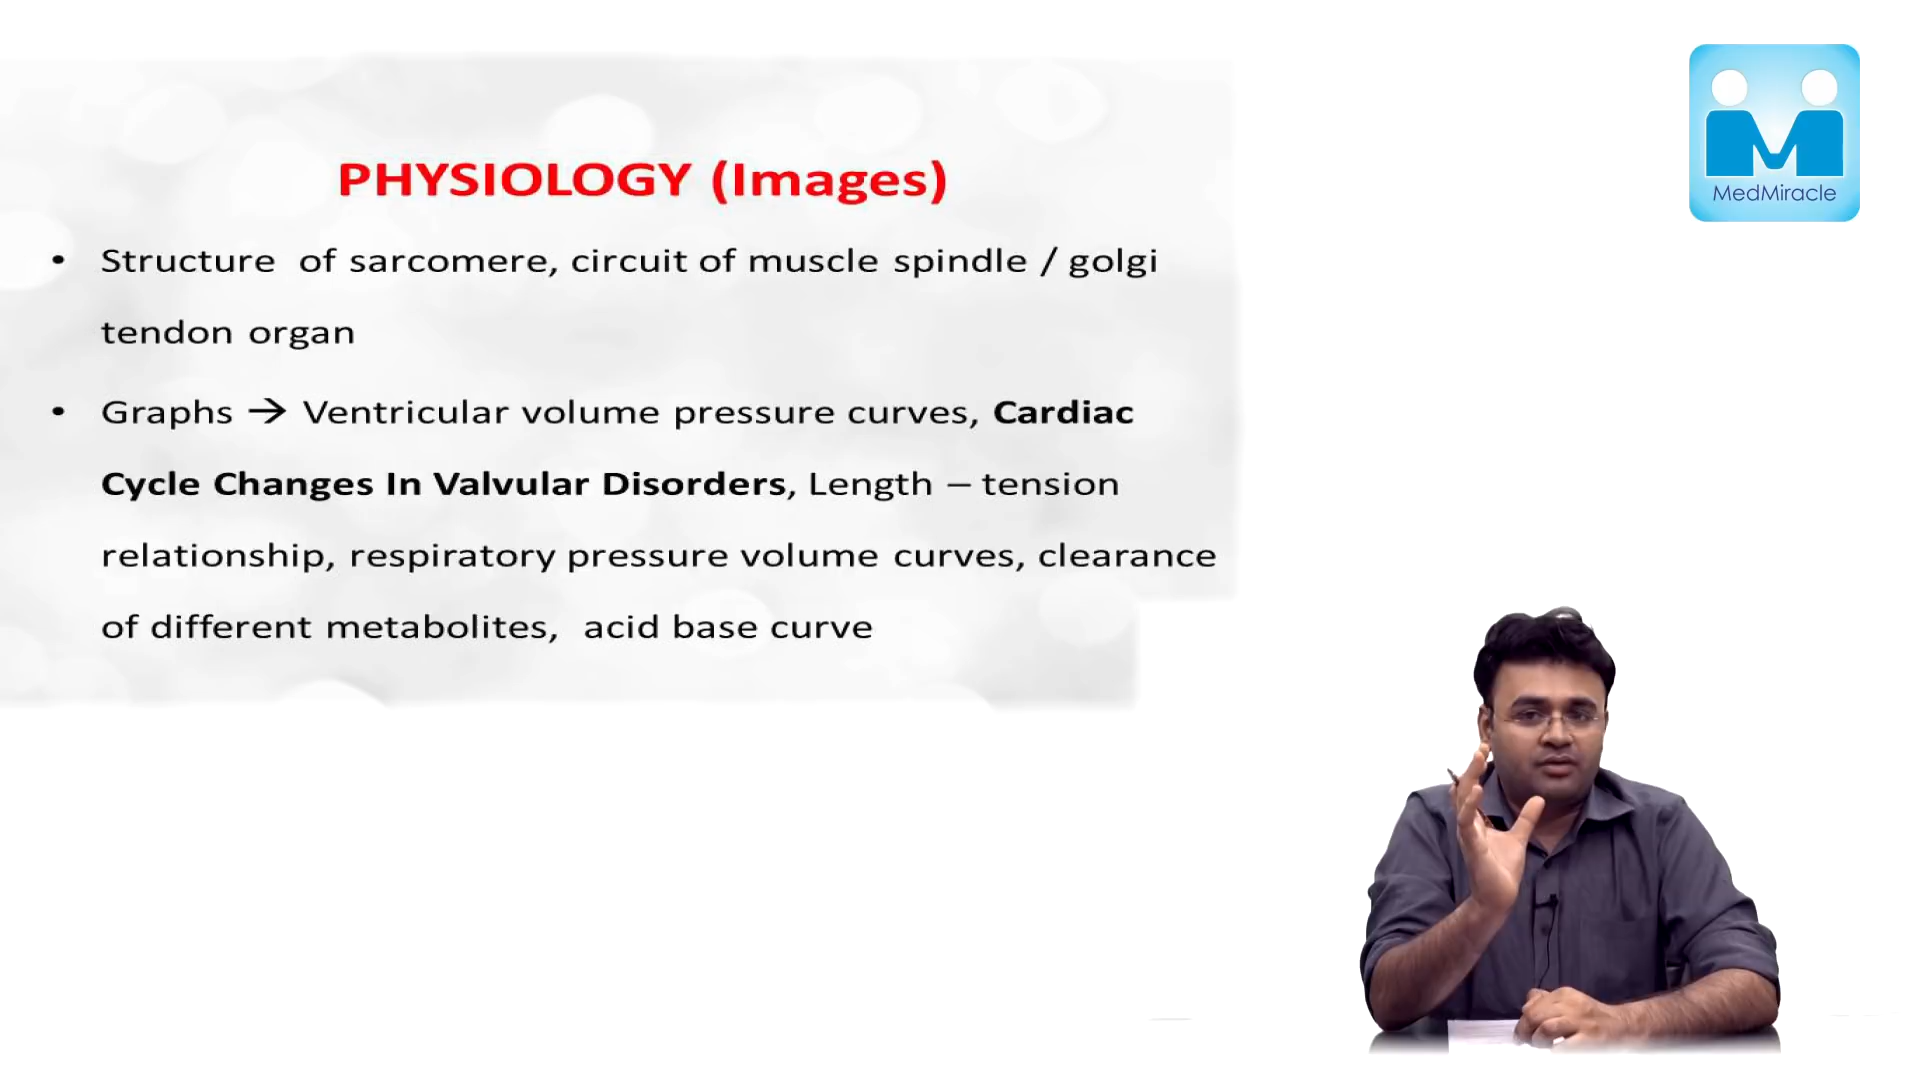 PHYSIOLOGY (Images)
• Structure of sarcomere, circuit of muscle spindle / golgi
tendon organ
• Graphs → Ventricular volume pressure curves, Cardiac
Cycle Changes In Valvular Disorders, Length – tension
relationship, respiratory pressure volume curves, clearance
of different metabolites, acid base curve
MedMiracle